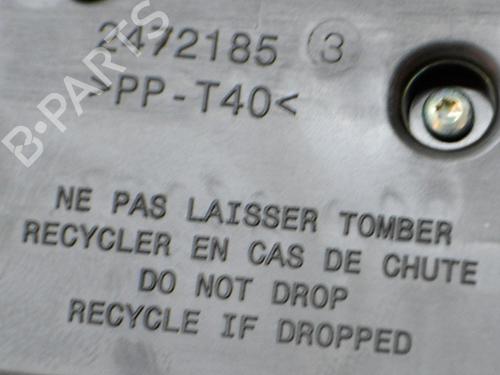 2472185 3
>PP-T40<
B-PARTS
NE PAS LAISSER TOMBER
RECYCLER EN CAS DE CHUTE
DO NOT DROP
RECYCLE IF DROPPED